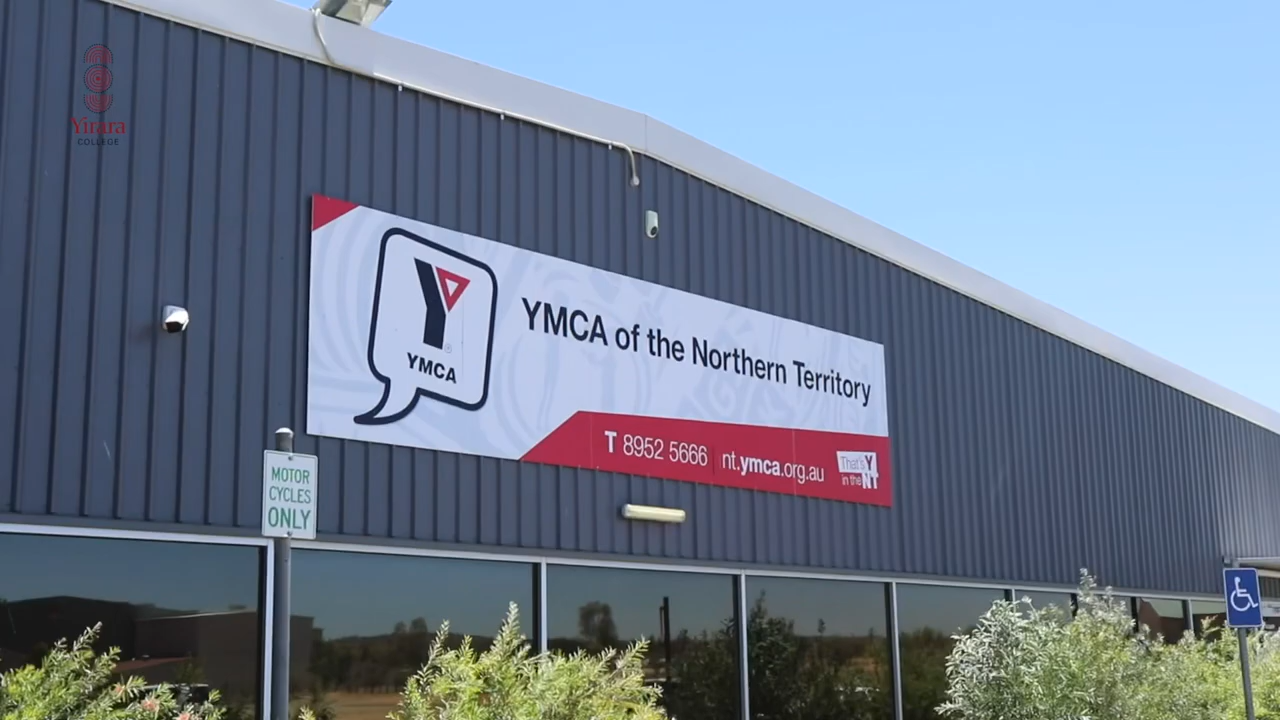 Yirara
COLLEGE
YMCA
YMCA of the Northern Territory
T 8952 5666 nt.ymca.org.au
That's Y
in the NT
MOTOR
CYCLES
ONLY